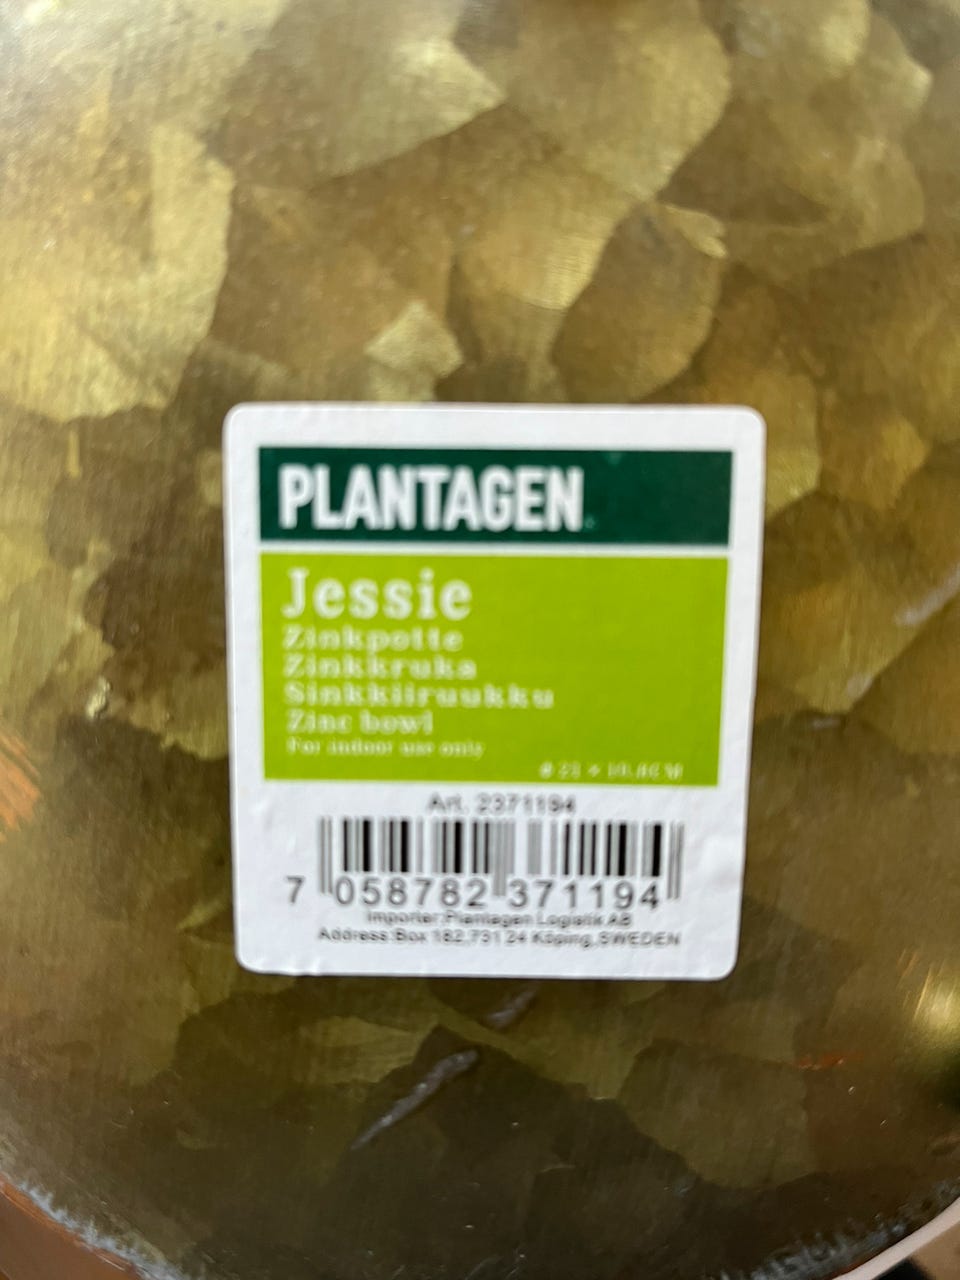 PLANTAGEN
Jessie
Zinkpotte
Zinkkruka
Sinkkiiruukku
Zinc bowl
For indoor use only
Art. 2371194
7 058782 371194
Importer:Plantagen Logistik AB
Address:Box 182,731 24 Köping,SWEDEN